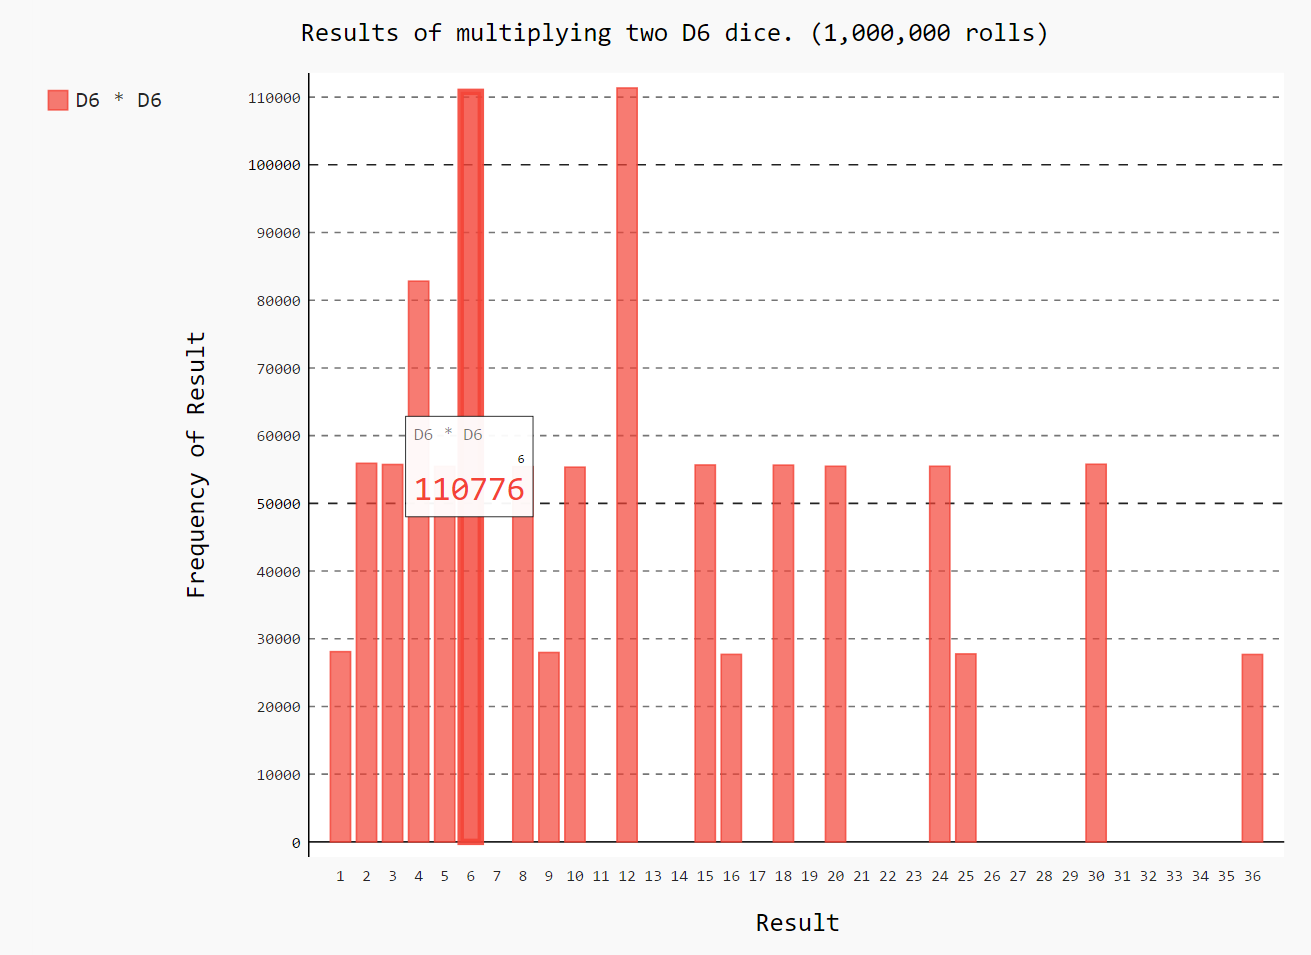 Results of multiplying two D6 dice. (1,000,000 rolls)
D6 * D6
110000
100000
90000
80000
70000
60000
50000
40000
30000
20000
10000
0
Frequency of Result
D6 * D6
6
110776
1 2 3 4 5 6 7 8 9 10 11 12 13 14 15 16 17 18 19 20 21 22 23 24 25 26 27 28 29 30 31 32 33 34 35 36
Result